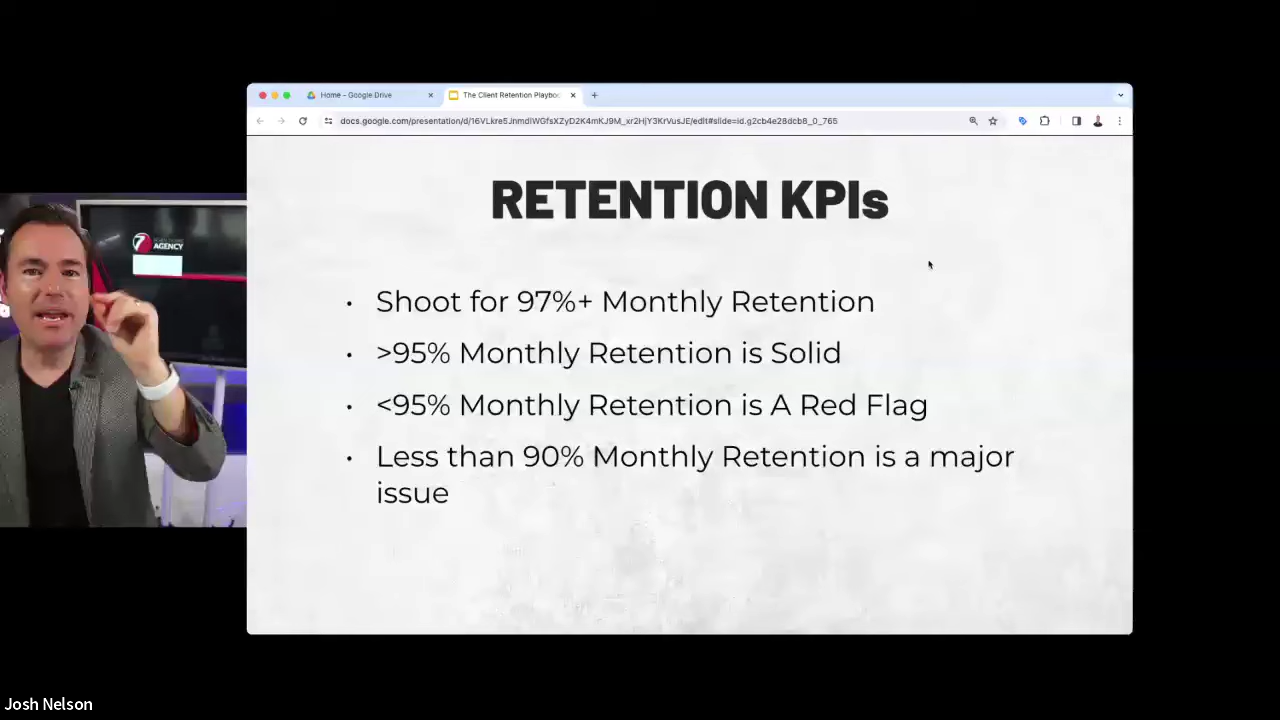 Home - Google Drive
The Client Retention Playboo
docs.google.com/presentation/d/16VLkre5JnmdIWGfsXZyD2K4mKJ9M_xr2HjY3KrVusJE/edit#slide=id.g2cb4e28dcb8_0_765
RETENTION KPIs
7
AGENCY
• Shoot for 97%+ Monthly Retention
• >95% Monthly Retention is Solid
• <95% Monthly Retention is A Red Flag
• Less than 90% Monthly Retention is a major
issue
Josh Nelson